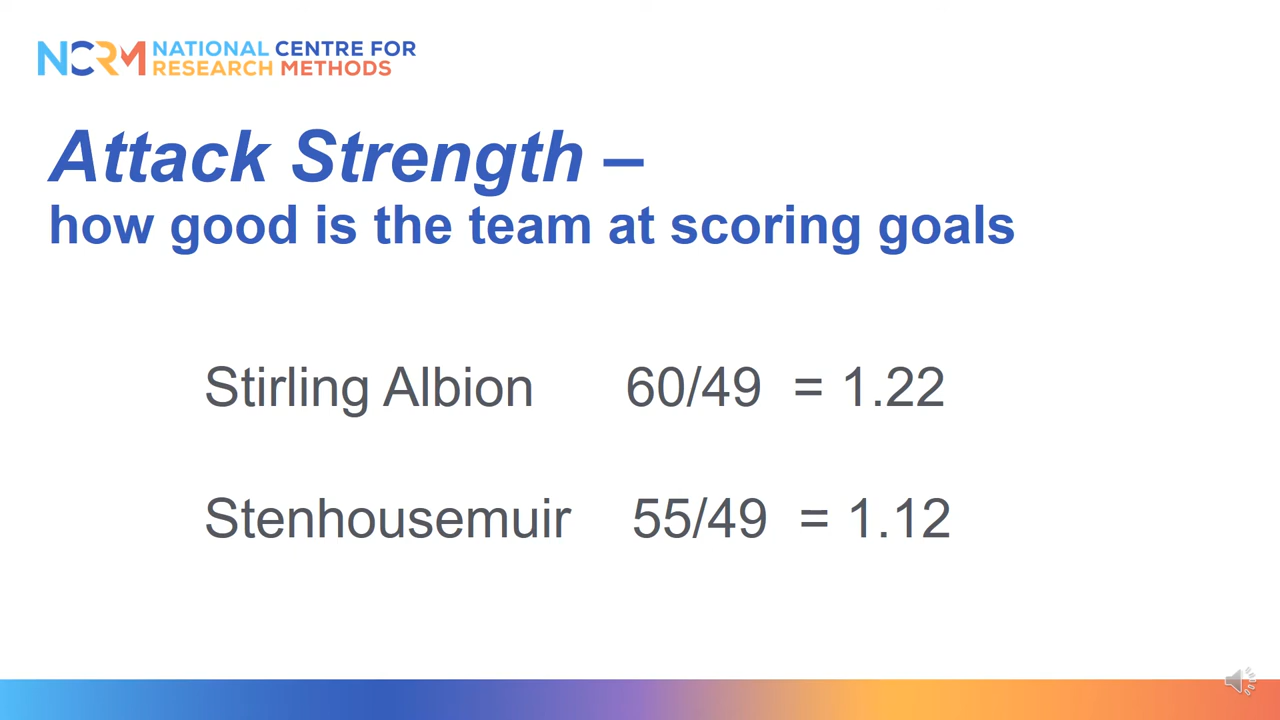 NCRM NATIONAL CENTRE FOR
RESEARCH METHODS
Attack Strength –
how good is the team at scoring goals
Stirling Albion 60/49 = 1.22
Stenhousemuir 55/49 = 1.12